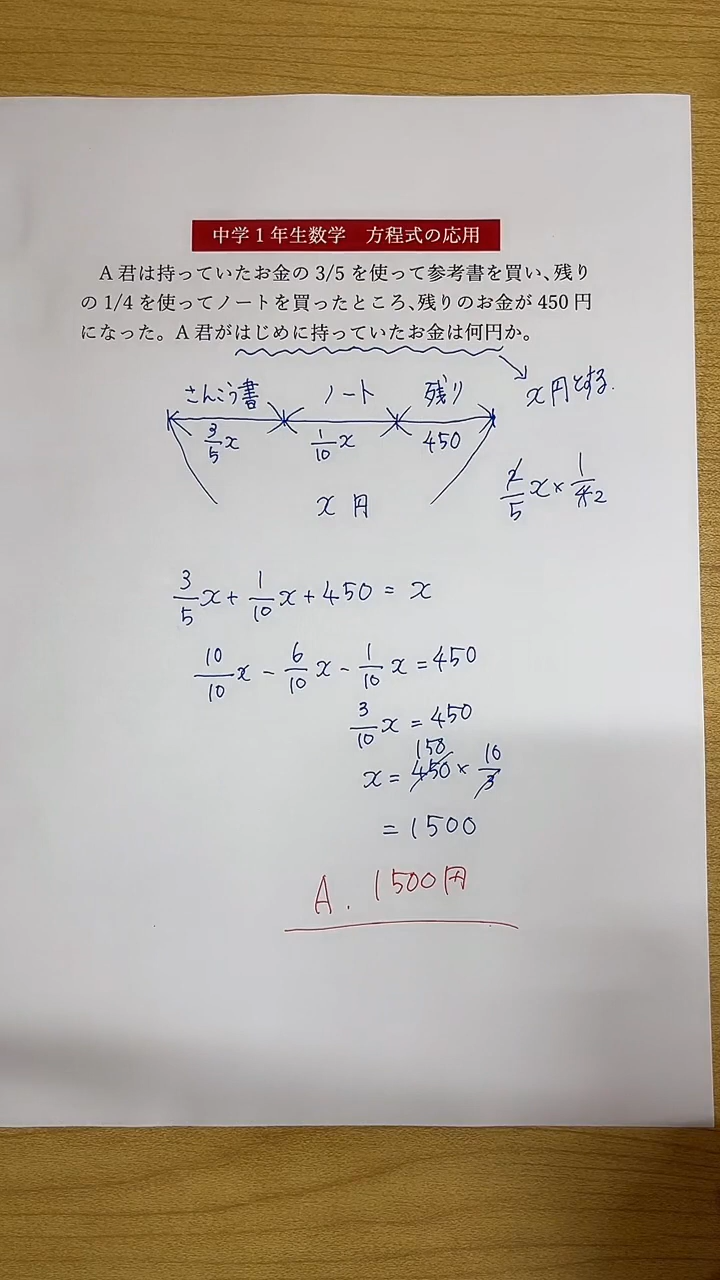 中学1年生数学　方程式の応用
A君は持っていたお金の3/5を使って参考書を買い、残り
の1/4を使ってノートを買ったところ、残りのお金が450円
になった。A君がはじめに持っていたお金は何円か。
x円とする.
さんこう書 ノート 残り
3/5x 1/10x 450
x 円
2/5x×1/4 2
3/5x+1/10x+450=x
10/10x-6/10x-1/10x=450
3/10x=450
150
x=450×10/3
=1500
A. 1500円